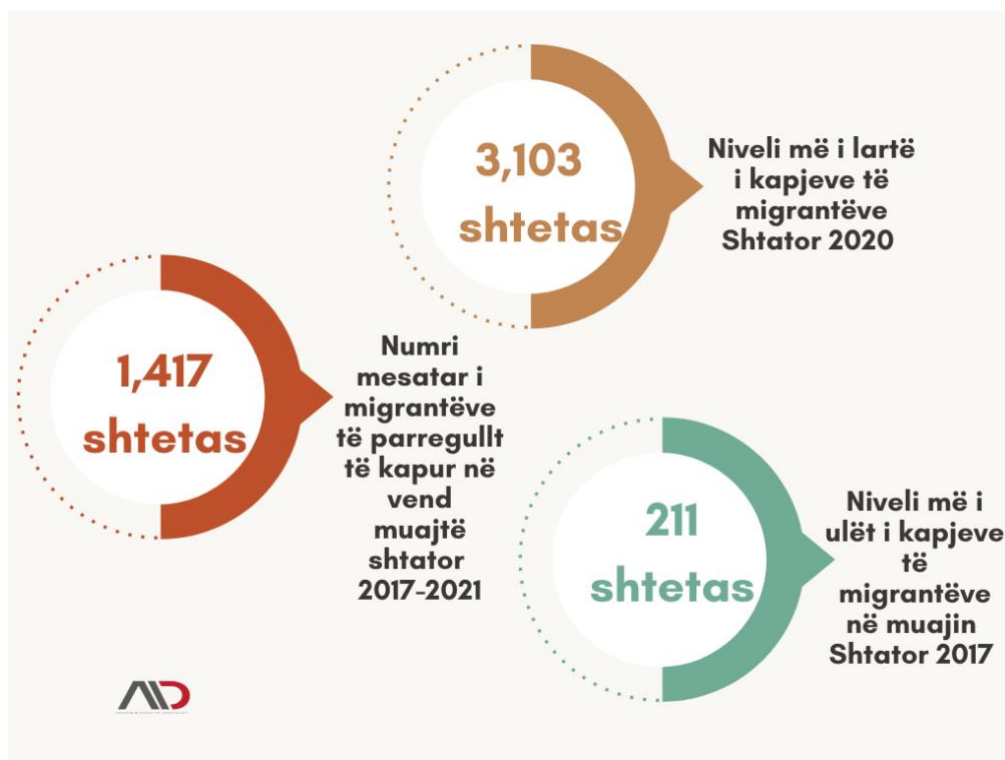 3,103
shtetas
Niveli më i lartë
i kapjeve të
migrantëve
Shtator 2020
1,417
shtetas
Numri
mesatar i
migrantëve
të parregullt
të kapur në
vend
muajtë
shtator
2017-2021
211
shtetas
Niveli më i
ulët i kapjeve
të
migrantëve
në muajin
Shtator 2017